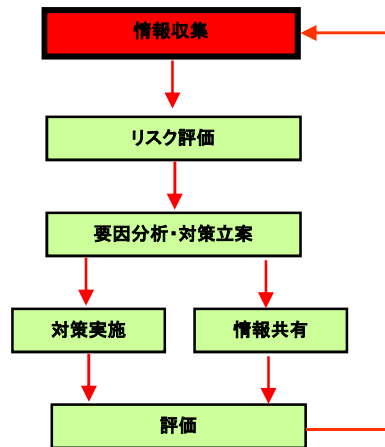 情報収集
リスク評価
要因分析・対策立案
対策実施
情報共有
評価